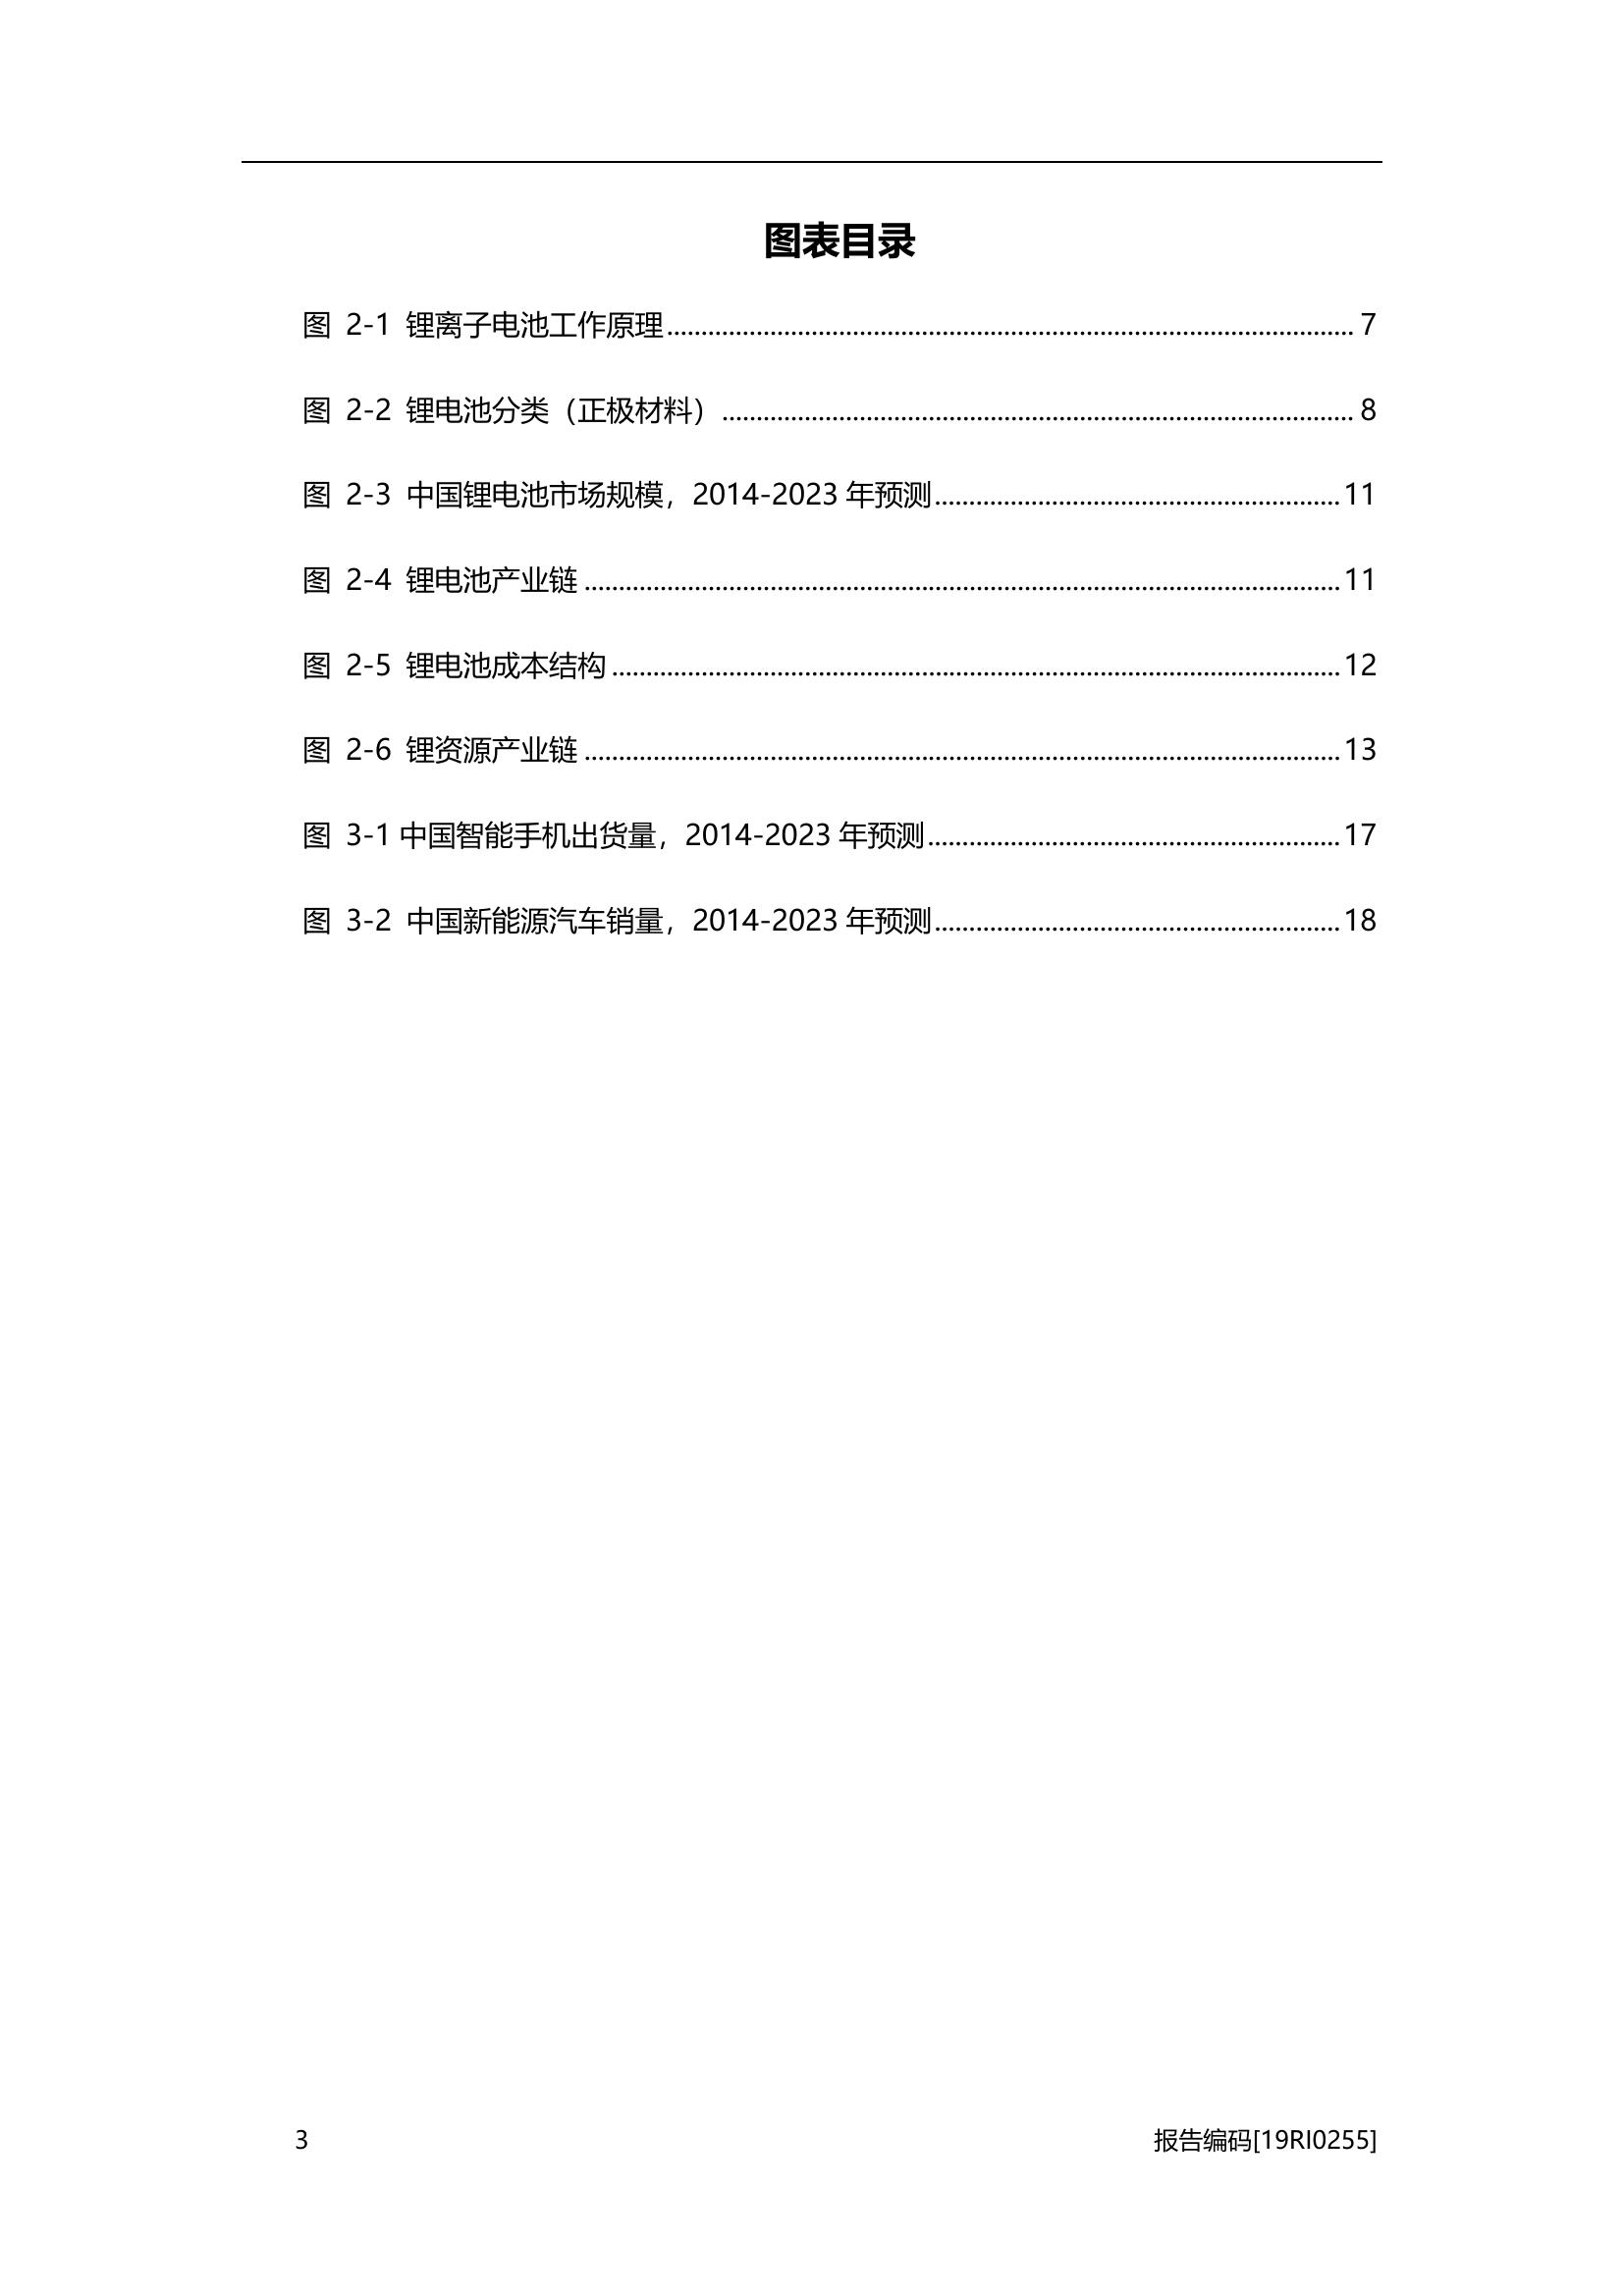 图表目录
图 2-1 锂离子电池工作原理.................................................................................................... 7
图 2-2 锂电池分类（正极材料）............................................................................................ 8
图 2-3 中国锂电池市场规模，2014-2023 年预测...........................................................11
图 2-4 锂电池产业链..............................................................................................................11
图 2-5 锂电池成本结构..........................................................................................................12
图 2-6 锂资源产业链..............................................................................................................13
图 3-1中国智能手机出货量，2014-2023 年预测............................................................17
图 3-2 中国新能源汽车销量，2014-2023 年预测...........................................................18
3 报告编码[19RI0255]